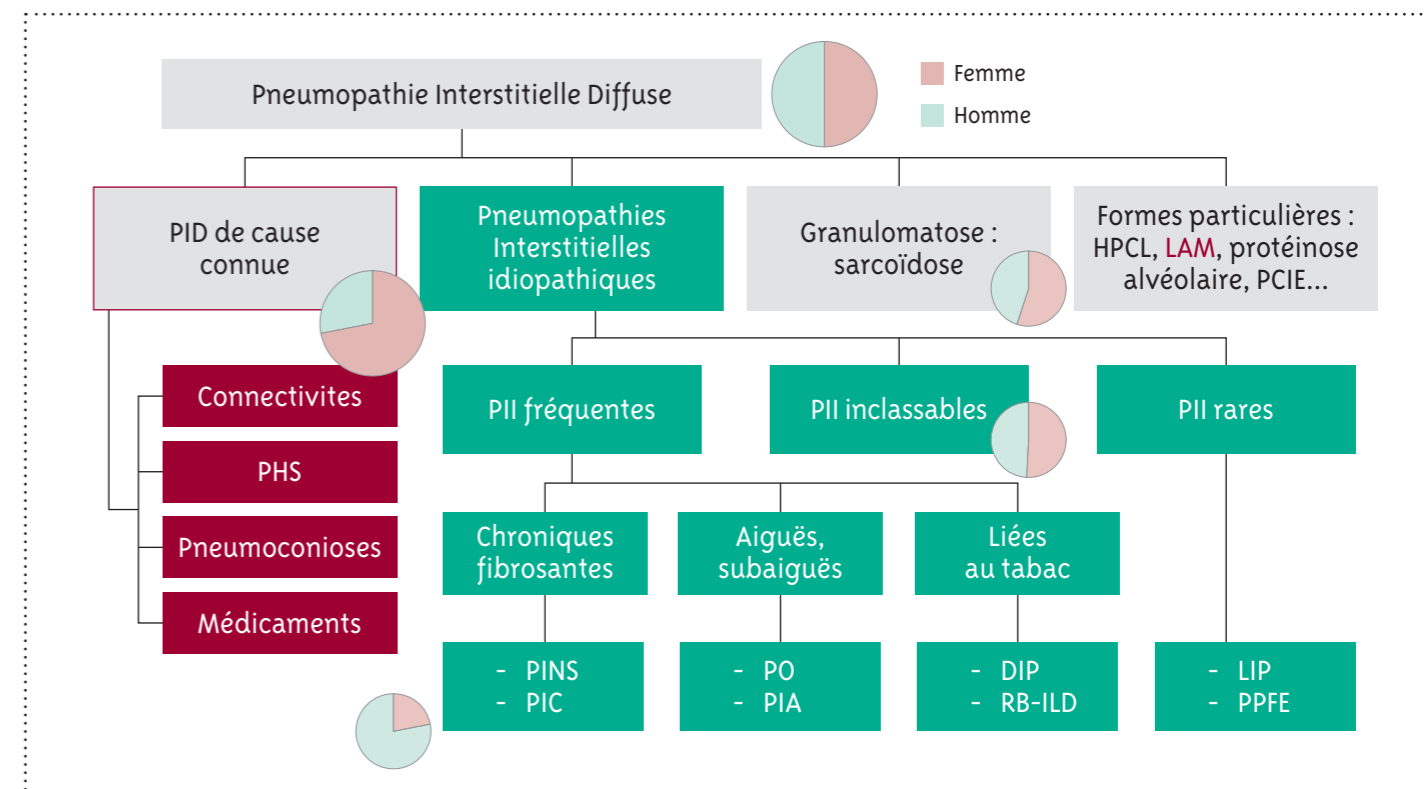 Pneumopathie Interstitielle Diffuse
Femme
Homme
PID de cause
connue
Pneumopathies
Interstitielles
idiopathiques
Granulomatose :
sarcoïdose
Formes particulières :
HPCL, LAM, protéinose
alvéolaire, PCIE...
Connectivites
PHS
Pneumoconioses
Médicaments
PII fréquentes
PII inclassables
PII rares
Chroniques
fibrosantes
Aiguës,
subaiguës
Liées
au tabac
- PINS
- PIC
- PO
- PIA
- DIP
- RB-ILD
- LIP
- PPFE